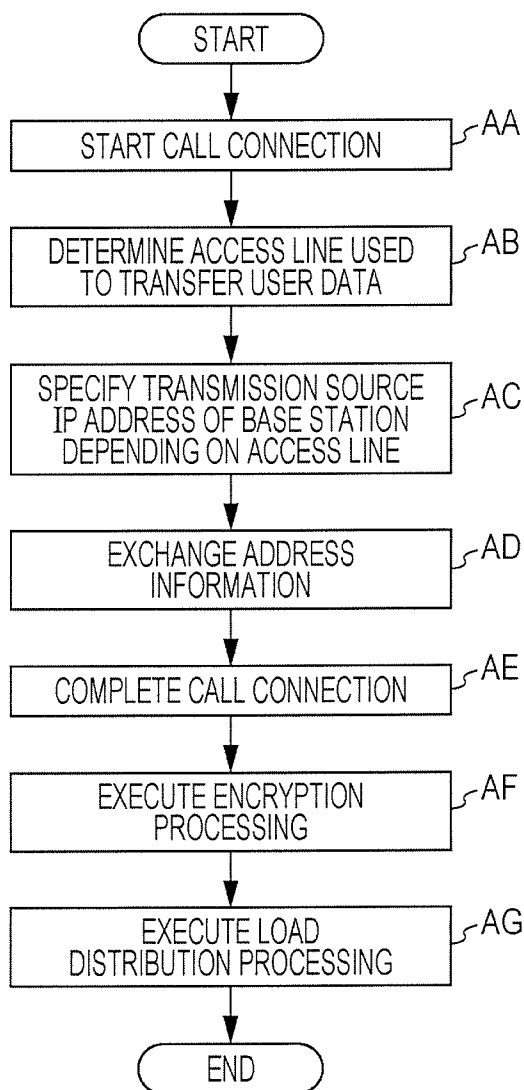 START
START CALL CONNECTION
AA
DETERMINE ACCESS LINE USED
TO TRANSFER USER DATA
AB
SPECIFY TRANSMISSION SOURCE
IP ADDRESS OF BASE STATION
DEPENDING ON ACCESS LINE
AC
EXCHANGE ADDRESS
INFORMATION
AD
COMPLETE CALL CONNECTION
AE
EXECUTE ENCRYPTION
PROCESSING
AF
EXECUTE LOAD
DISTRIBUTION PROCESSING
AG
END